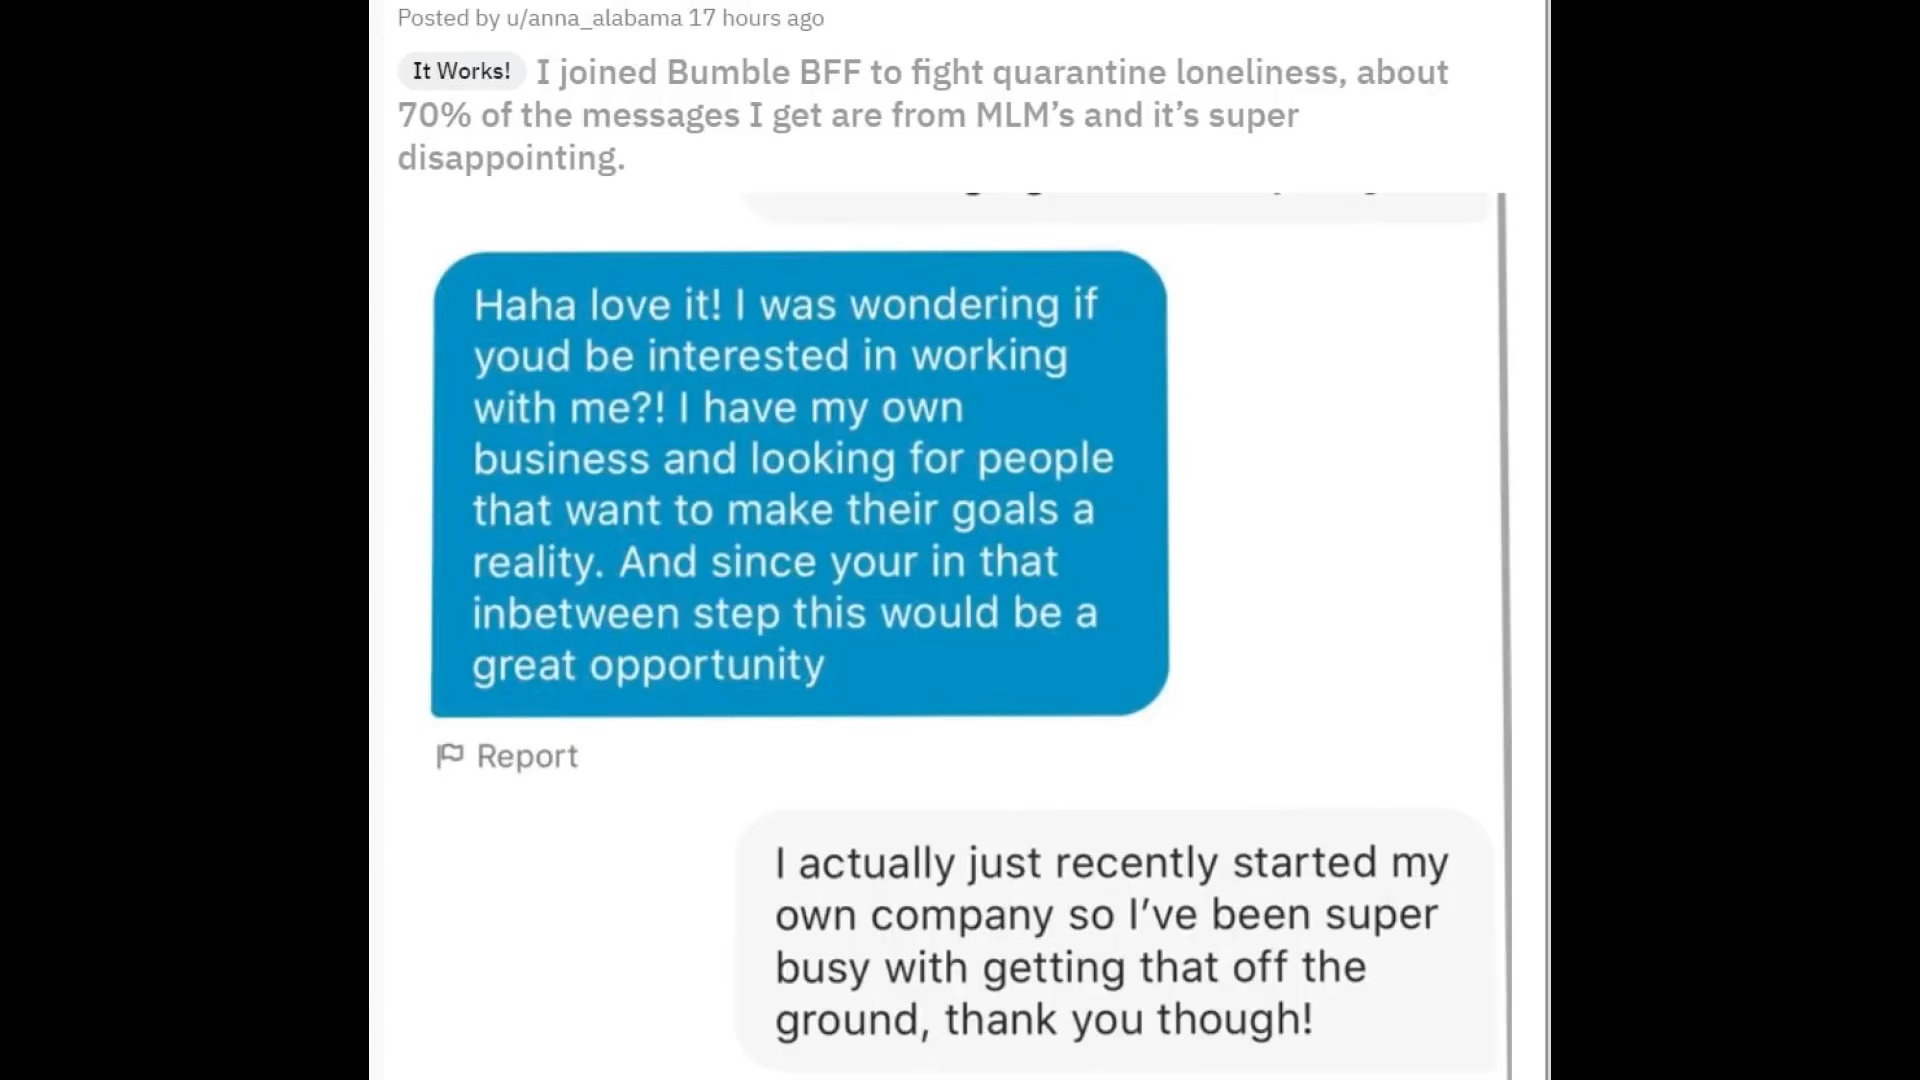 Posted by u/anna_alabama 17 hours ago
It Works! I joined Bumble BFF to fight quarantine loneliness, about
70% of the messages I get are from MLM’s and it’s super
disappointing.
Haha love it! I was wondering if
youd be interested in working
with me?! I have my own
business and looking for people
that want to make their goals a
reality. And since your in that
inbetween step this would be a
great opportunity
Report
I actually just recently started my
own company so I’ve been super
busy with getting that off the
ground, thank you though!